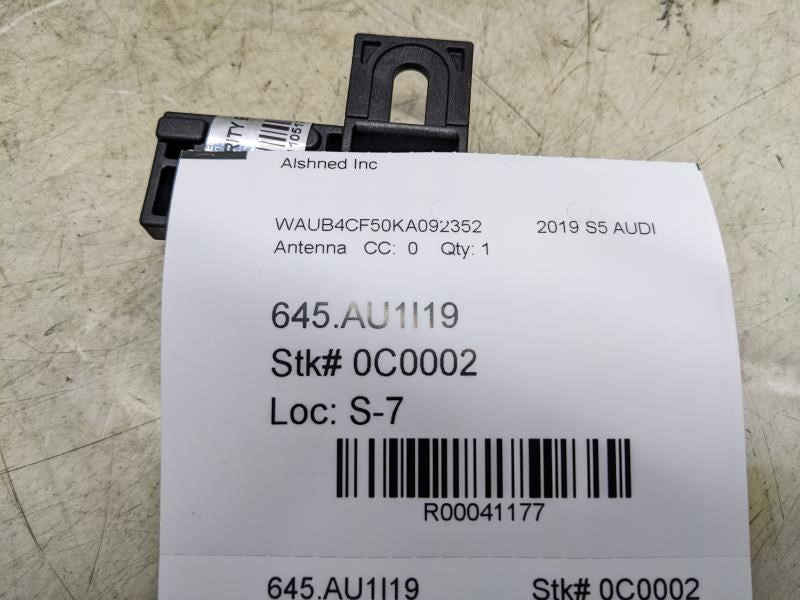 Alshned Inc
WAUB4CF50KA092352 2019 S5 AUDI
Antenna CC: 0 Qty: 1
645.AU1I19
Stk# 0C0002
Loc: S-7
R00041177
645.AU1I19 Stk# 0C0002